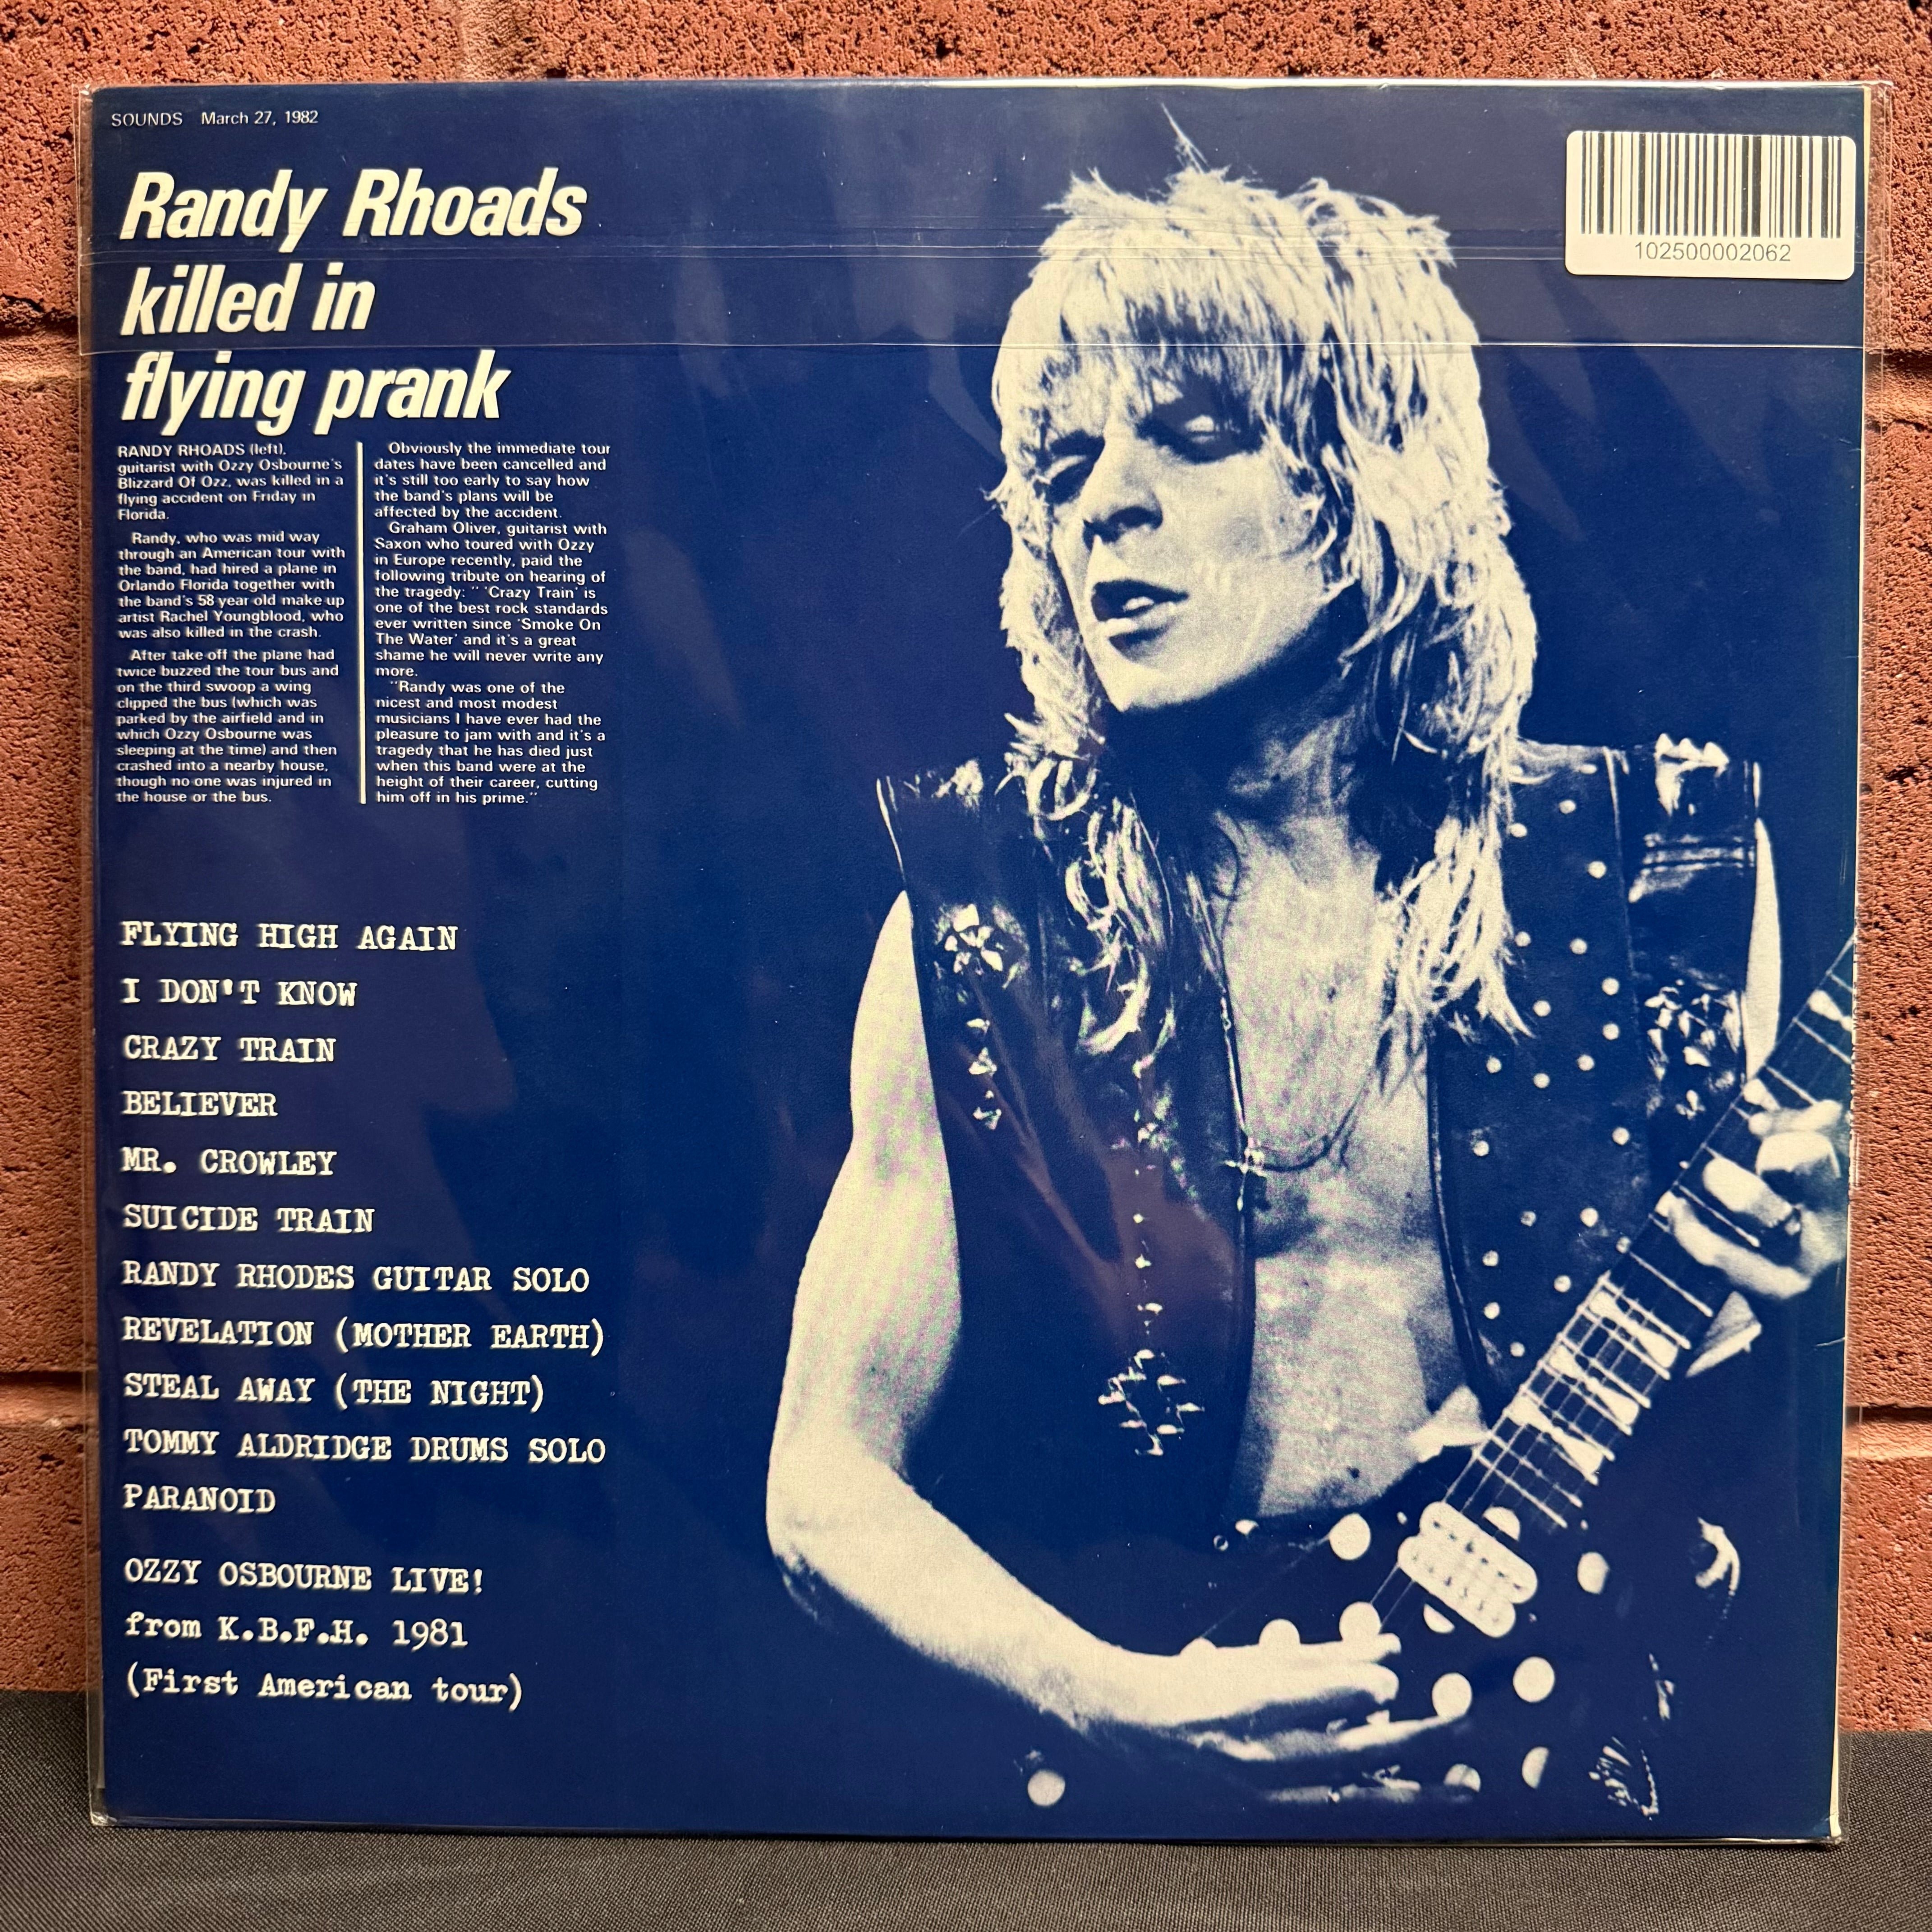 SOUNDS March 27, 1982
Randy Rhoads
killed in
flying prank
RANDY RHOADS (left),
guitarist with Ozzy Osbourne's
Blizzard Of Ozz, was killed in a
flying accident on Friday in
Florida.
Randy, who was mid way
through an American tour with
the band, had hired a plane in
Orlando Florida together with
the band's 58 year old make up
artist Rachel Youngblood, who
was also killed in the crash.
After take off the plane had
twice buzzed the tour bus and
on the third swoop a wing
clipped the bus (which was
parked by the airfield and in
which Ozzy Osbourne was
sleeping at the time) and then
crashed into a nearby house,
though no one was injured in
the house or the bus.
Obviously the immediate tour
dates have been cancelled and
it's still too early to say how
the band's plans will be
affected by the accident.
Graham Oliver, guitarist with
Saxon who toured with Ozzy
in Europe recently, paid the
following tribute on hearing of
the tragedy: " 'Crazy Train' is
one of the best rock standards
ever written since 'Smoke On
The Water' and it's a great
shame he will never write any
more.
"Randy was one of the
nicest and most modest
musicians I have ever had the
pleasure to jam with and it's a
tragedy that he has died just
when this band were at the
height of their career, cutting
him off in his prime."
FLYING HIGH AGAIN
I DON'T KNOW
CRAZY TRAIN
BELIEVER
MR. CROWLEY
SUICIDE TRAIN
RANDY RHODES GUITAR SOLO
REVELATION (MOTHER EARTH)
STEAL AWAY (THE NIGHT)
TOMMY ALDRIDGE DRUMS SOLO
PARANOID
OZZY OSBOURNE LIVE!
from K.B.F.H. 1981
(First American tour)
102500002062